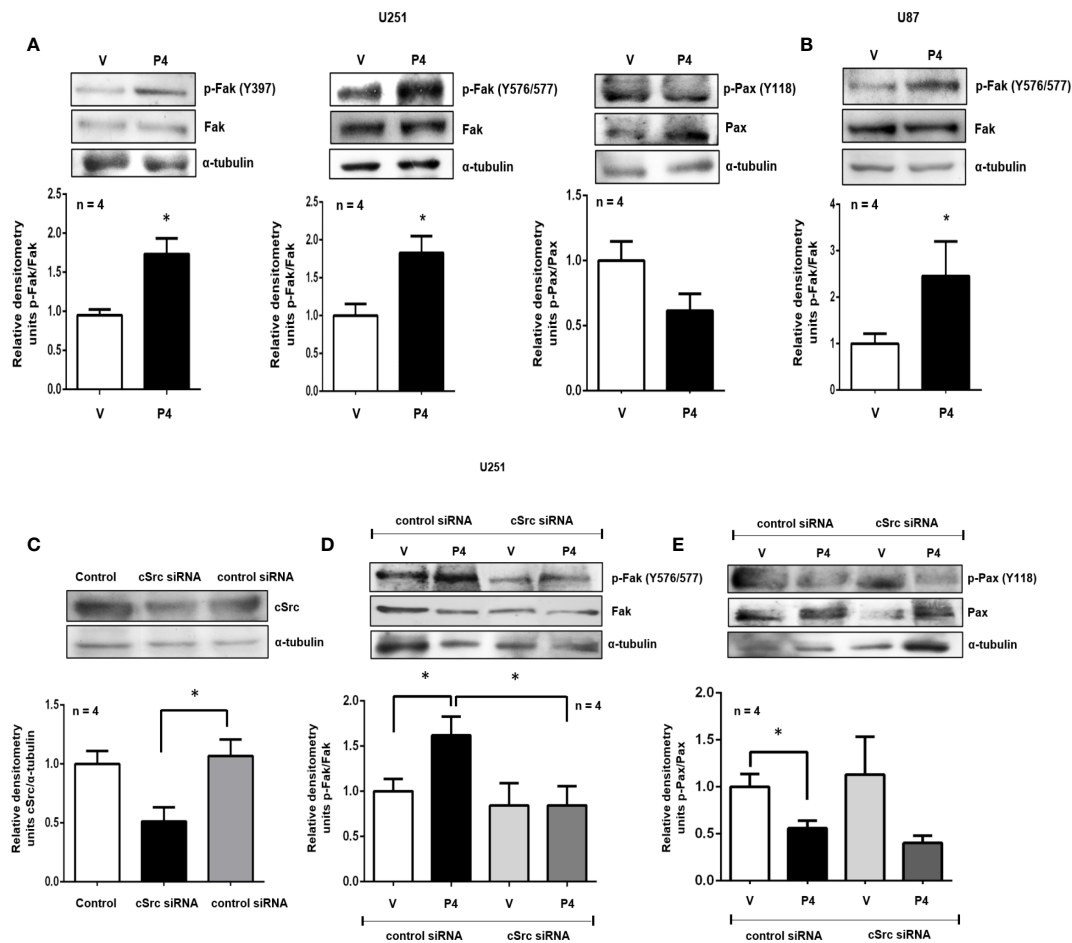 U251
U87
A
V P4
p-Fak (Y397)
Fak
α-tubulin
V P4
p-Fak (Y576/577)
Fak
α-tubulin
V P4
p-Pax (Y118)
Pax
α-tubulin
B
V P4
p-Fak (Y576/577)
Fak
α-tubulin
Relative densitometry
units p-Fak/Fak
2.5
2.0
1.5
1.0
0.5
0.0
n = 4
*
V P4
Relative densitometry
units p-Fak/Fak
2.5
2.0
1.5
1.0
0.5
0.0
n = 4
*
V P4
Relative densitometry
units p-Pax/Pax
1.5
1.0
0.5
0.0
n = 4
V P4
Relative densitometry
units p-Fak/Fak
4
3
2
1
0
n = 4
*
V P4
U251
C
Control cSrc siRNA control siRNA
cSrc
α-tubulin
Relative densitometry
units cSrc/α-tubulin
1.5
1.0
0.5
0.0
n = 4
*
Control cSrc siRNA control siRNA
D
control siRNA cSrc siRNA
V P4 V P4
p-Fak (Y576/577)
Fak
α-tubulin
Relative densitometry
units p-Fak/Fak
2.0
1.5
1.0
0.5
0.0
* *
n = 4
V P4 V P4
control siRNA cSrc siRNA
E
control siRNA cSrc siRNA
V P4 V P4
p-Pax (Y118)
Pax
α-tubulin
Relative densitometry
units p-Pax/Pax
2.0
1.5
1.0
0.5
0.0
n = 4
*
V P4 V P4
control siRNA cSrc siRNA